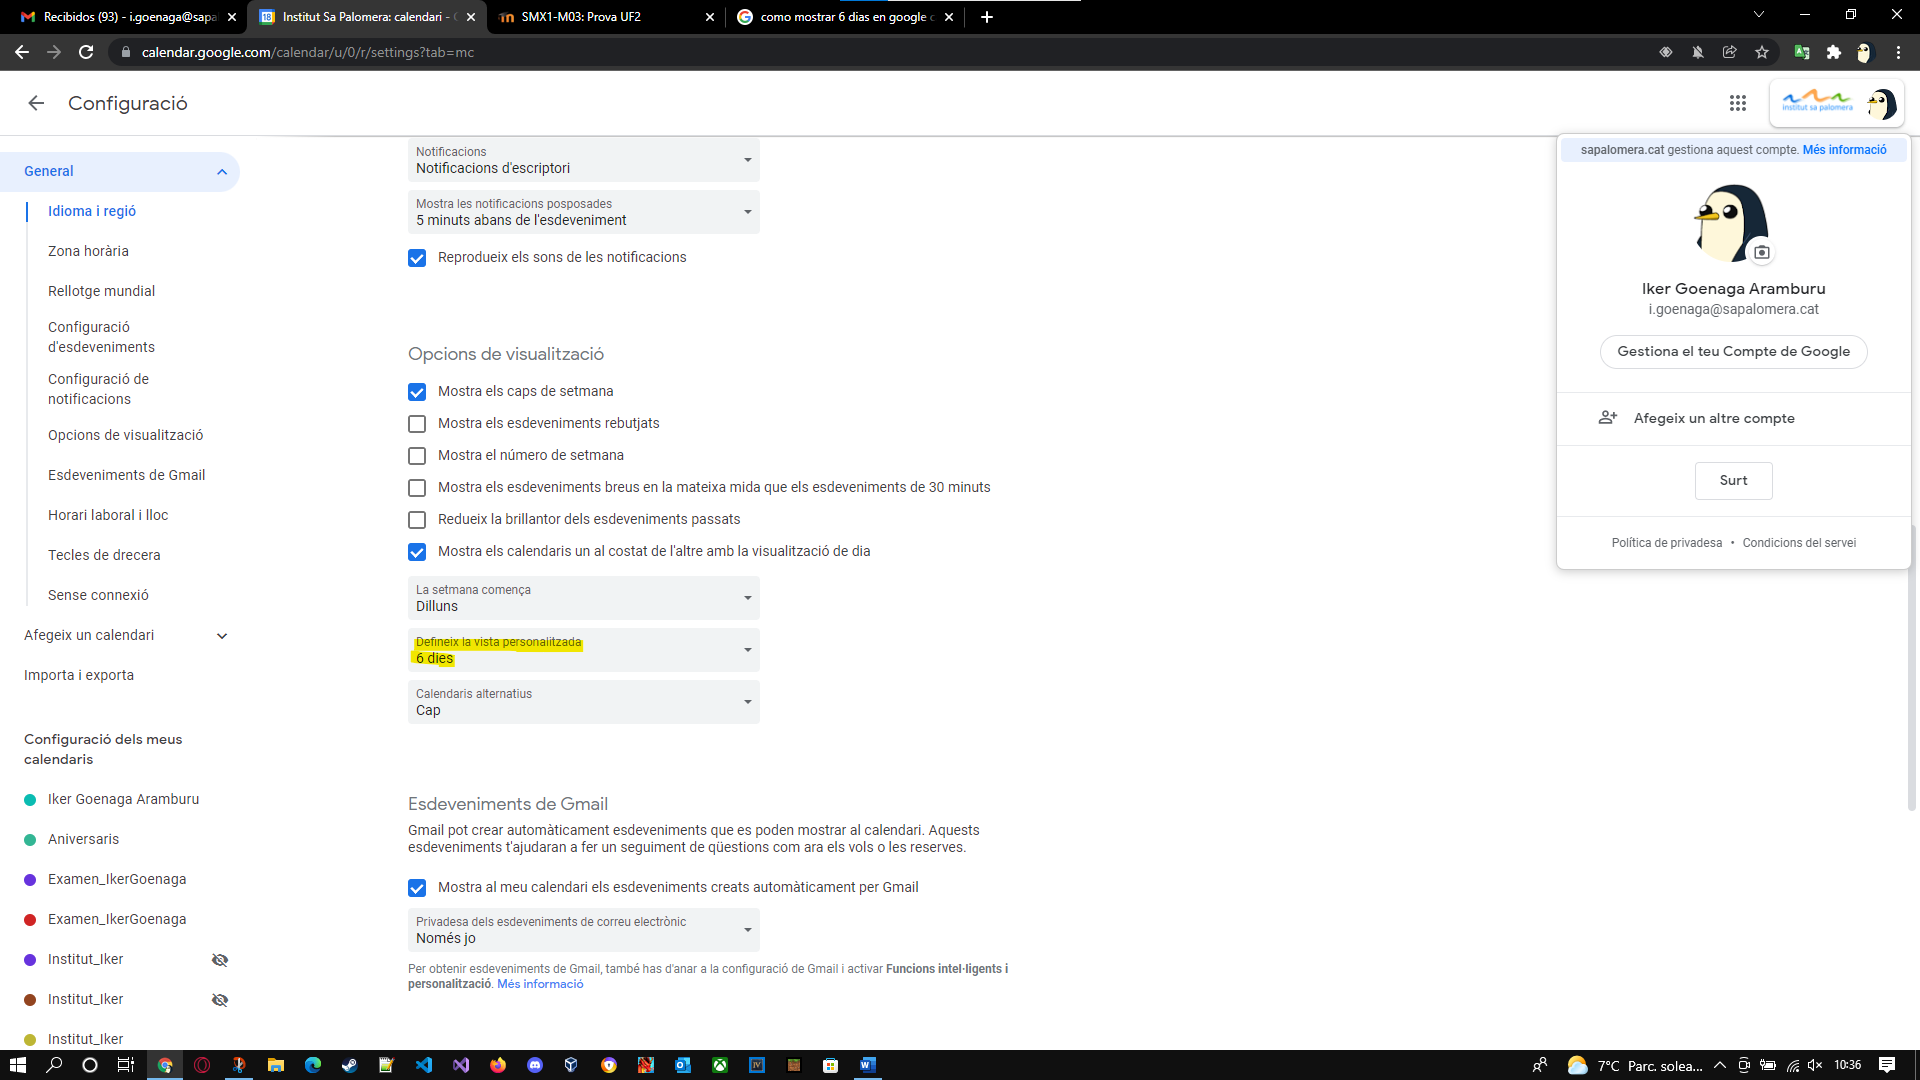 Recibidos (93) - i.goenaga@sapa
Institut Sa Palomera: calendari -
SMX1-M03: Prova UF2
como mostrar 6 dias en google c
calendar.google.com/calendar/u/0/r/settings?tab=mc
Configuració
institut sa palomera
sapalomera.cat gestiona aquest compte. Més informació
Iker Goenaga Aramburu
i.goenaga@sapalomera.cat
Gestiona el teu Compte de Google
Afegeix un altre compte
Surt
Política de privadesa • Condicions del servei
General
Idioma i regió
Zona horària
Rellotge mundial
Configuració
d'esdeveniments
Configuració de
notificacions
Opcions de visualització
Esdeveniments de Gmail
Horari laboral i lloc
Tecles de drecera
Sense connexió
Afegeix un calendari
Importa i exporta
Configuració dels meus
calendaris
Iker Goenaga Aramburu
Aniversaris
Examen_IkerGoenaga
Examen_IkerGoenaga
Institut_Iker
Institut_Iker
Institut_Iker
Notificacions
Notificacions d'escriptori
Mostra les notificacions posposades
5 minuts abans de l'esdeveniment
Reprodueix els sons de les notificacions
Opcions de visualització
Mostra els caps de setmana
Mostra els esdeveniments rebutjats
Mostra el número de setmana
Mostra els esdeveniments breus en la mateixa mida que els esdeveniments de 30 minuts
Redueix la brillantor dels esdeveniments passats
Mostra els calendaris un al costat de l'altre amb la visualització de dia
La setmana comença
Dilluns
Defineix la vista personalitzada
6 dies
Calendaris alternatius
Cap
Esdeveniments de Gmail
Gmail pot crear automàticament esdeveniments que es poden mostrar al calendari. Aquests
esdeveniments t'ajudaran a fer un seguiment de qüestions com ara els vols o les reserves.
Mostra al meu calendari els esdeveniments creats automàticament per Gmail
Privadesa dels esdeveniments de correu electrònic
Només jo
Per obtenir esdeveniments de Gmail, també has d'anar a la configuració de Gmail i activar Funcions intel·ligents i
personalització. Més informació
7°C Parc. solea...
10:36